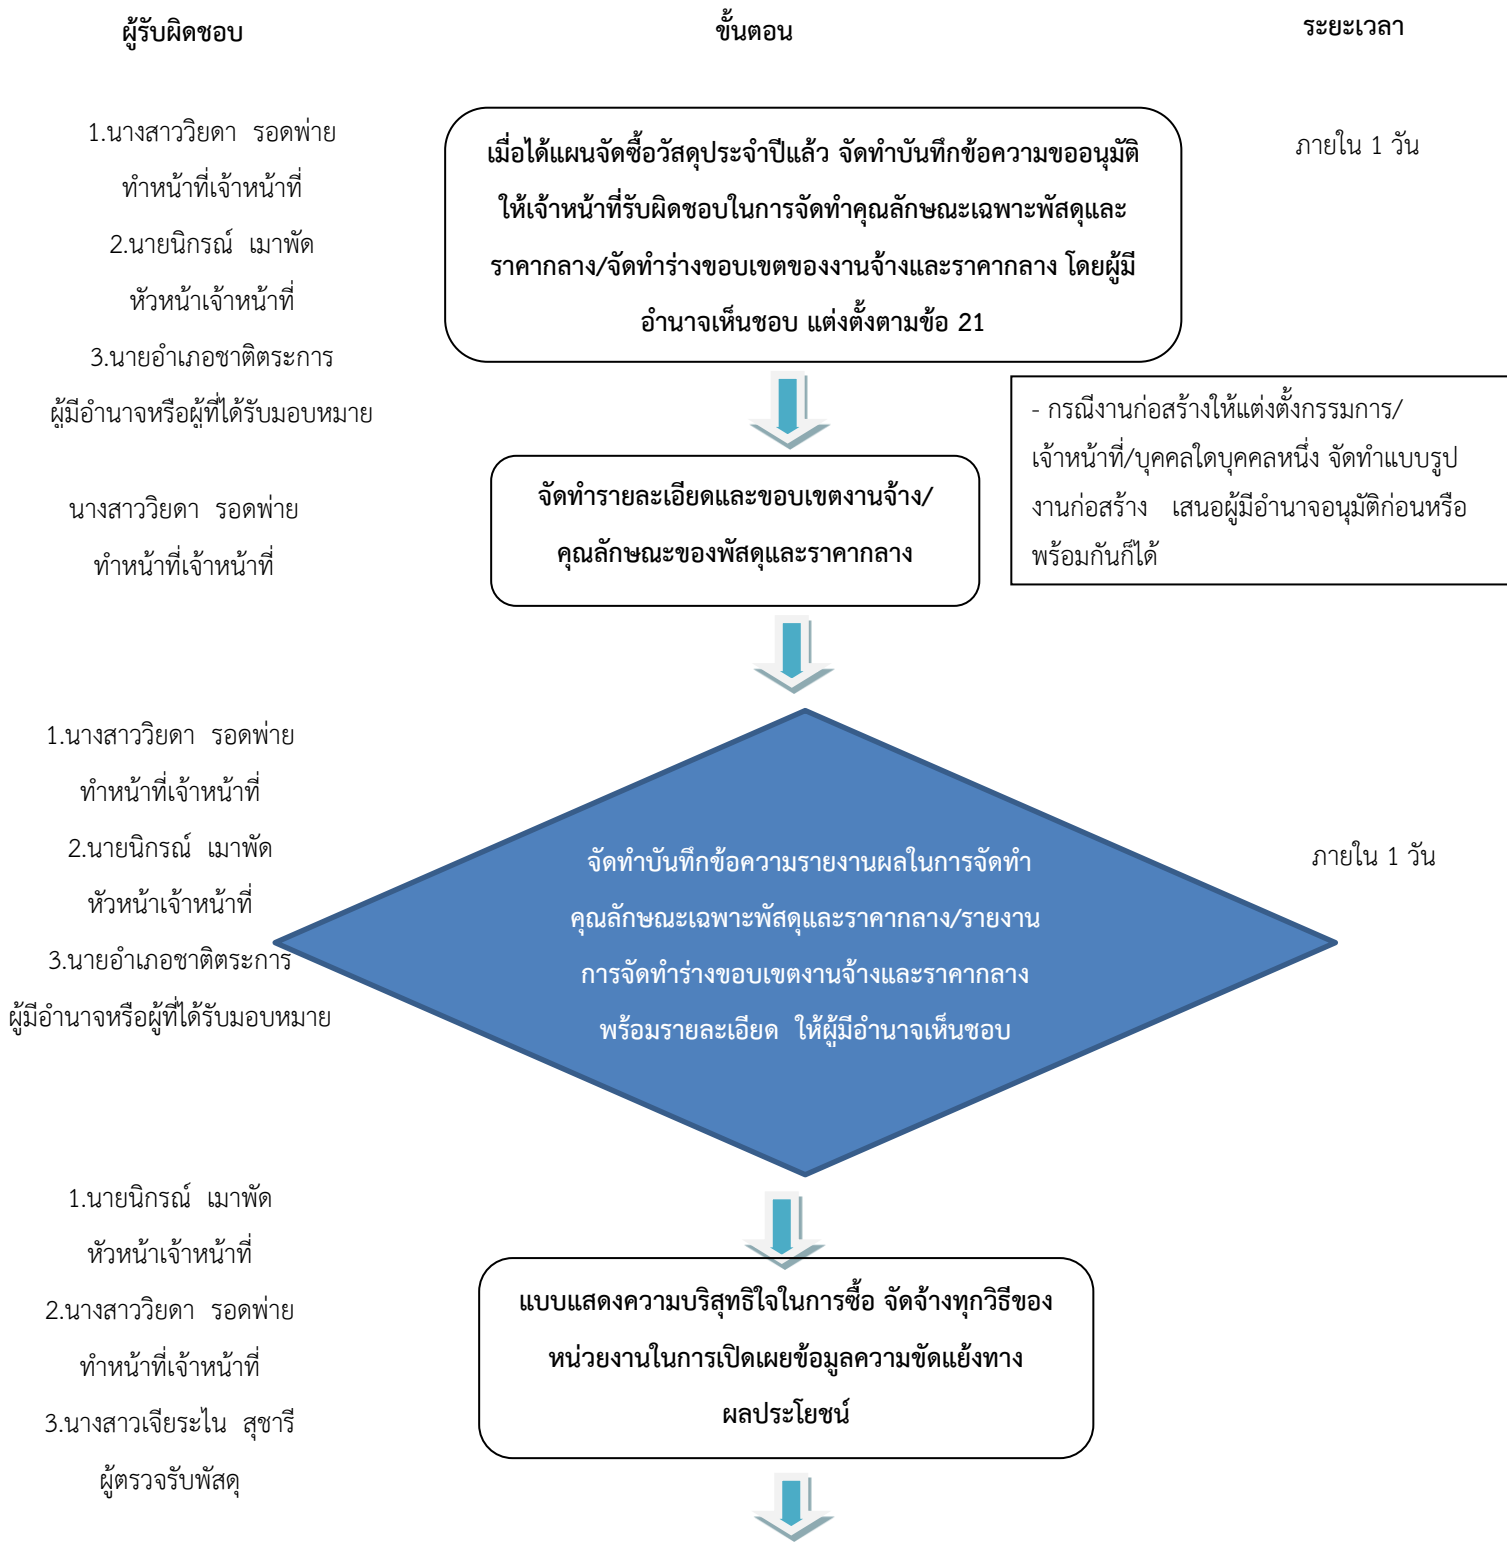 ผู้รับผิดชอบ
ขั้นตอน
ระยะเวลา
1.นางสาววิยดา รอดพ่าย
ทำหน้าที่เจ้าหน้าที่
2.นายนิกรณ์ เมาพัด
หัวหน้าเจ้าหน้าที่
3.นายอำเภอชาติตระการ
ผู้มีอำนาจหรือผู้ที่ได้รับมอบหมาย
เมื่อได้แผนจัดซื้อวัสดุประจำปีแล้ว จัดทำบันทึกข้อความขออนุมัติ
ให้เจ้าหน้าที่รับผิดชอบในการจัดทำคุณลักษณะเฉพาะพัสดุและ
ราคากลาง/จัดทำร่างขอบเขตของงานจ้างและราคากลาง โดยผู้มี
อำนาจเห็นชอบ แต่งตั้งตามข้อ 21
ภายใน 1 วัน
- กรณีงานก่อสร้างให้แต่งตั้งกรรมการ/
เจ้าหน้าที่/บุคคลใดบุคคลหนึ่ง จัดทำแบบรูป
งานก่อสร้าง เสนอผู้มีอำนาจอนุมัติก่อนหรือ
พร้อมกันก็ได้
นางสาววิยดา รอดพ่าย
ทำหน้าที่เจ้าหน้าที่
จัดทำรายละเอียดและขอบเขตงานจ้าง/
คุณลักษณะของพัสดุและราคากลาง
1.นางสาววิยดา รอดพ่าย
ทำหน้าที่เจ้าหน้าที่
2.นายนิกรณ์ เมาพัด
หัวหน้าเจ้าหน้าที่
3.นายอำเภอชาติตระการ
ผู้มีอำนาจหรือผู้ที่ได้รับมอบหมาย
จัดทำบันทึกข้อความรายงานผลในการจัดทำ
คุณลักษณะเฉพาะพัสดุและราคากลาง/รายงาน
การจัดทำร่างขอบเขตงานจ้างและราคากลาง
พร้อมรายละเอียด ให้ผู้มีอำนาจเห็นชอบ
ภายใน 1 วัน
1.นายนิกรณ์ เมาพัด
หัวหน้าเจ้าหน้าที่
2.นางสาววิยดา รอดพ่าย
ทำหน้าที่เจ้าหน้าที่
3.นางสาวเจียระไน สุชารี
ผู้ตรวจรับพัสดุ
แบบแสดงความบริสุทธิใจในการซื้อ จัดจ้างทุกวิธีของ
หน่วยงานในการเปิดเผยข้อมูลความขัดแย้งทาง
ผลประโยชน์